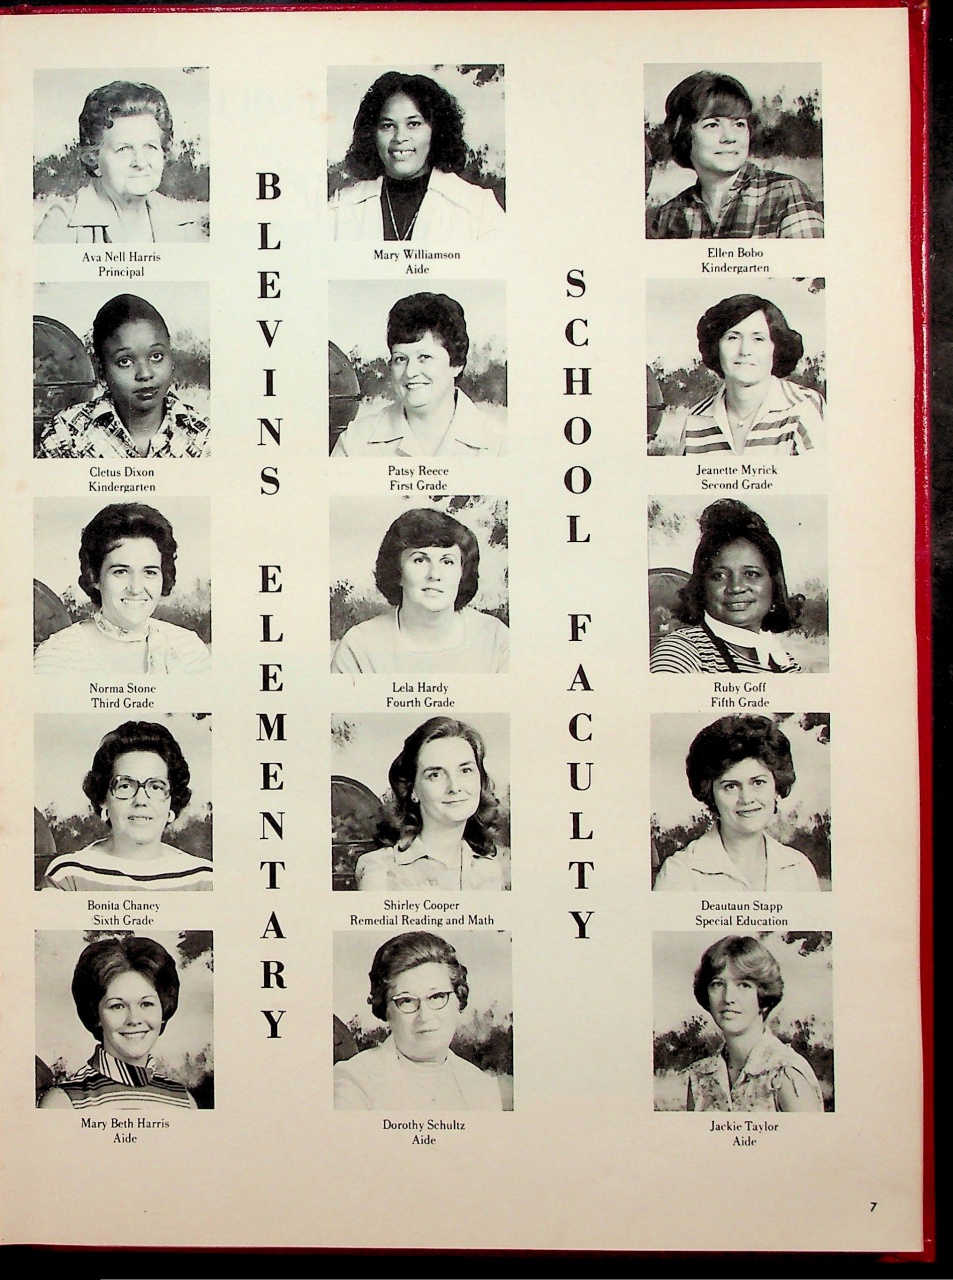 Ava Nell Harris
Principal
Mary Williamson
Aide
Ellen Bobo
Kindergarten
Cletus Dixon
Kindergarten
Patsy Reece
First Grade
Jeanette Myrick
Second Grade
Norma Stone
Third Grade
Lela Hardy
Fourth Grade
Ruby Goff
Fifth Grade
Bonita Chaney
Sixth Grade
Shirley Cooper
Remedial Reading and Math
Deautaun Stapp
Special Education
Mary Beth Harris
Aide
Dorothy Schultz
Aide
Jackie Taylor
Aide
BLEVINS ELEMENTARY
SCHOOL FACULTY
7